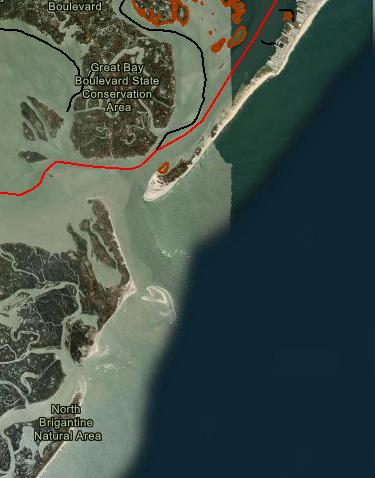 Boulevard
Great Bay
Boulevard State
Conservation
Area
North
Brigantine
Natural Area